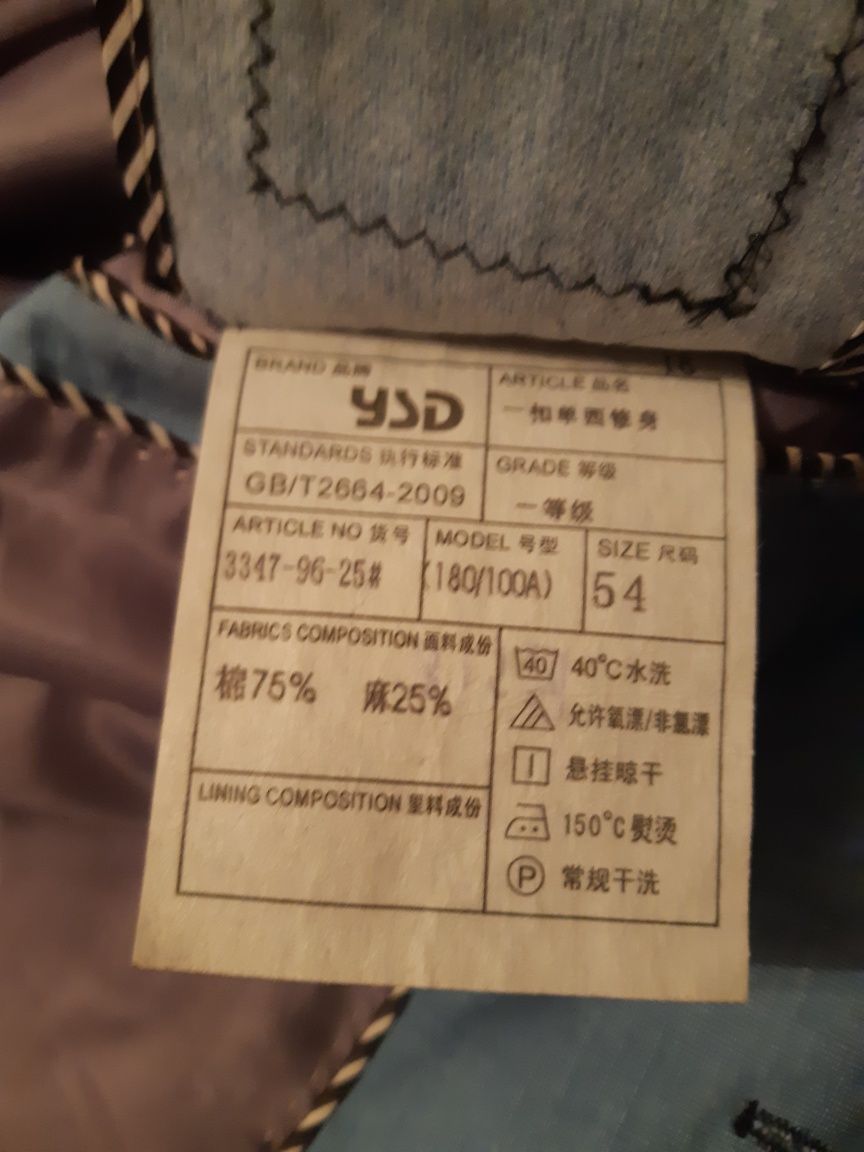 16
BRAND 品牌
YSD
ARTICLE 品名
一扣单西修身
STANDARDS 执行标准
GB/T2664-2009
GRADE 等级
一等级
ARTICLE NO 货号
3347-96-25#
MODEL 号型
(180/100A)
SIZE 尺码
54
FABRICS COMPOSITION 面料成份
棉75% 麻25%
LINING COMPOSITION 里料成份
40 40°C水洗
允许氧漂/非氯漂
悬挂晾干
150°C熨烫
P 常规干洗